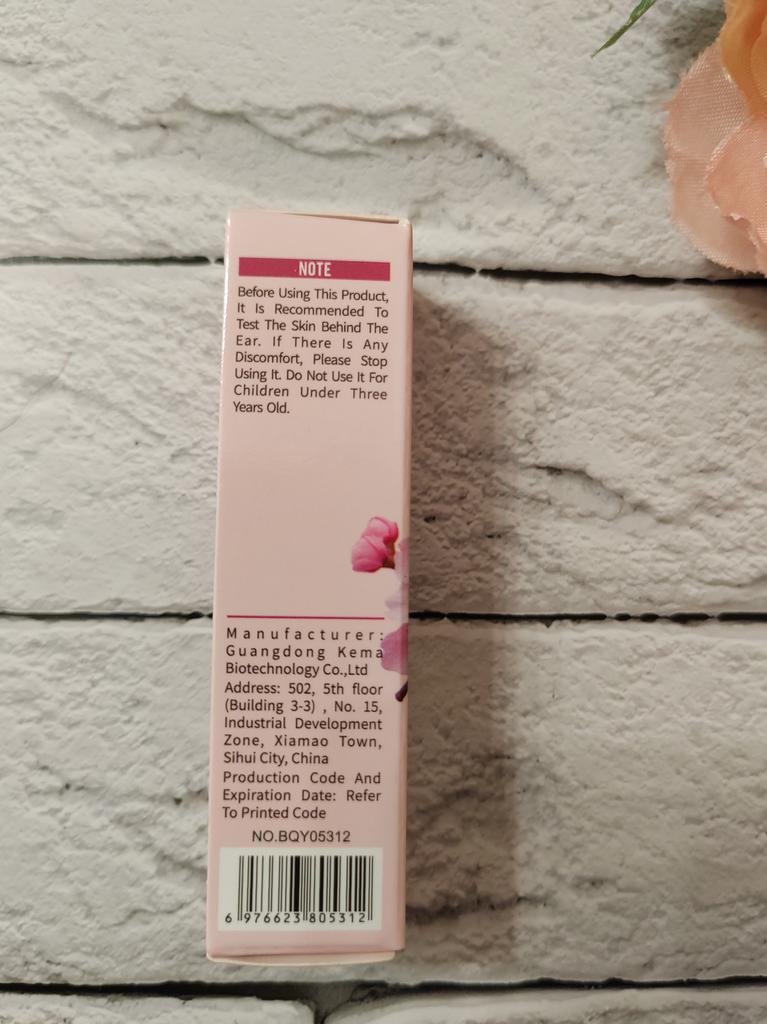 NOTE
Before Using This Product,
It Is Recommended To
Test The Skin Behind The
Ear. If There Is Any
Discomfort, Please Stop
Using It. Do Not Use It For
Children Under Three
Years Old.
Manufacturer:
Guangdong Kema
Biotechnology Co.,Ltd
Address: 502, 5th floor
(Building 3-3) , No. 15,
Industrial Development
Zone, Xiamao Town,
Sihui City, China
Production Code And
Expiration Date: Refer
To Printed Code
NO.BQY05312
6 976623 805312